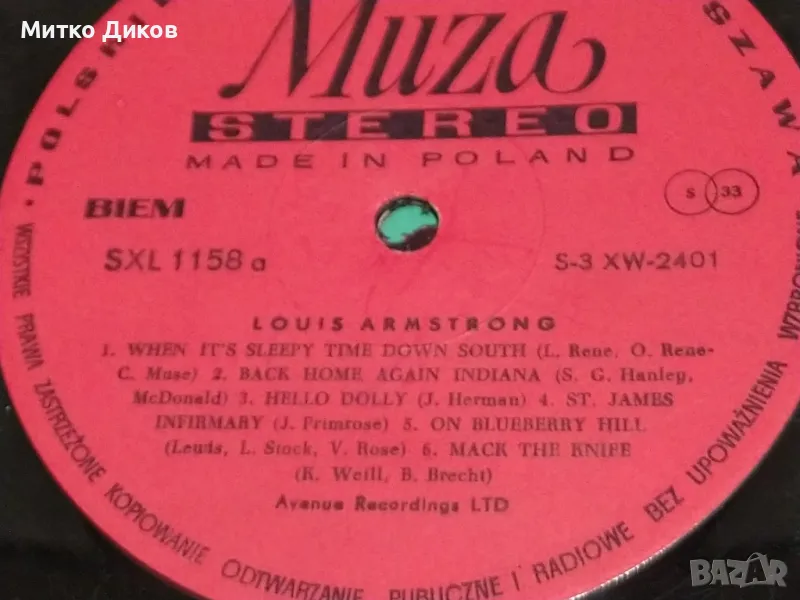 Митко Диков
Muza
STEREO
MADE IN POLAND
BIEM
S 33
SXL 1158 a
S-3 XW-2401
LOUIS ARMSTRONG
1. WHEN IT'S SLEEPY TIME DOWN SOUTH (L. Rene, O. Rene-
C. Muse) 2. BACK HOME AGAIN INDIANA (S. G. Hanley,
McDonald) 3. HELLO DOLLY (J. Herman) 4. ST. JAMES
INFIRMARY (J. Primrose) 5. ON BLUEBERRY HILL
(Lewis, L. Stock, V. Rose) 6. MACK THE KNIFE
(K. Weill, B. Brecht)
Avenue Recordings LTD
WSZYSTKIE PRAWA ZASTRZEŻONE KOPIOWANIE ODTWARZANIE PUBLICZNE I RADIOWE BEZ UPOWAŻNIENIA WZBRONIONE
BAZAR